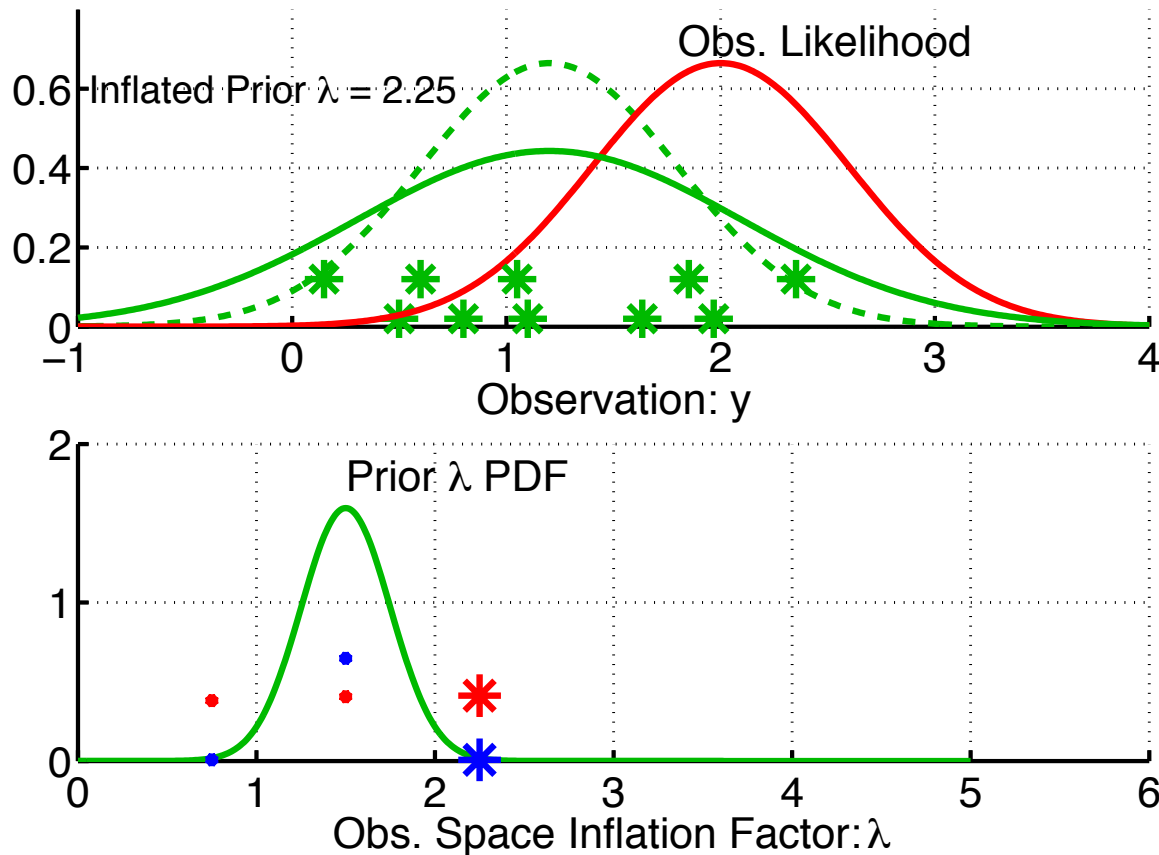 Obs. Likelihood
Inflated Prior λ = 2.25
0.6
0.4
0.2
0
−1 0 1 2 3 4
Observation: y
Prior λ PDF
2
1
0
0 1 2 3 4 5 6
Obs. Space Inflation Factor: λ